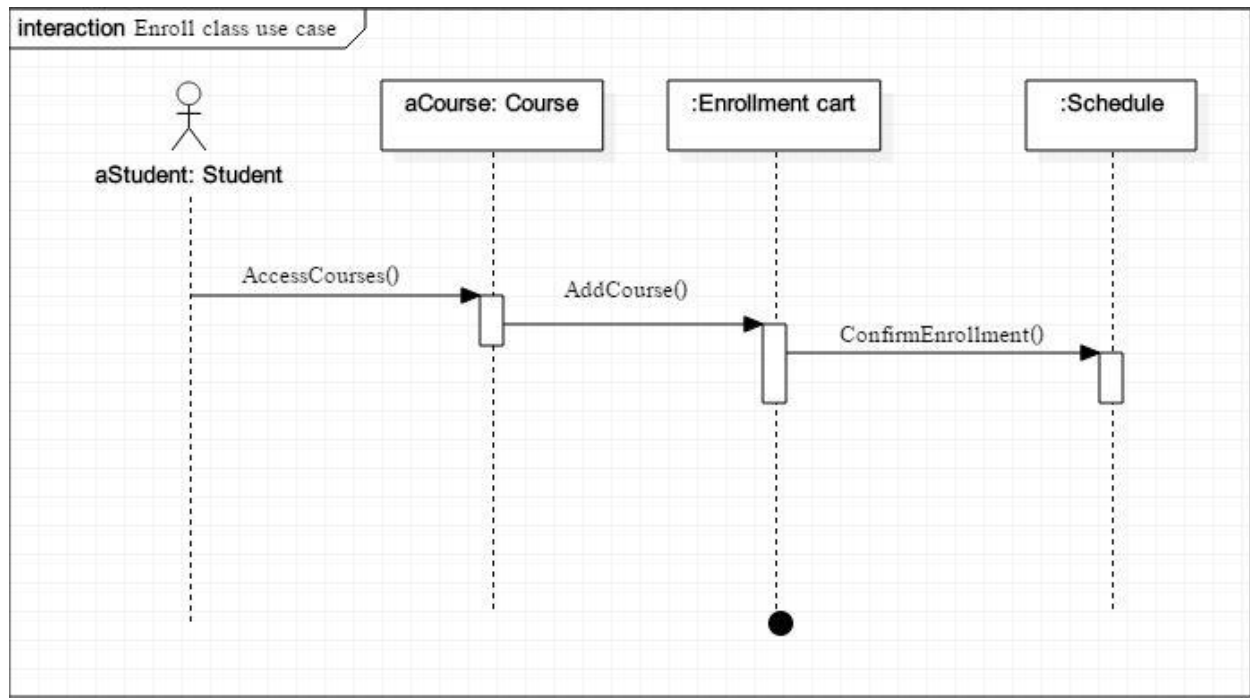 interaction Enroll class use case
aCourse: Course
:Enrollment cart
:Schedule
aStudent: Student
AccessCourses()
AddCourse()
ConfirmEnrollment()